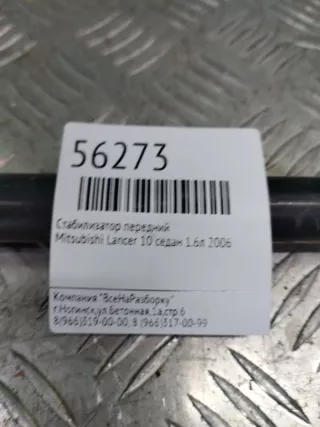 56273
Стабилизатор передний
Mitsubishi Lancer 10 седан 1.6л 2006
Компания "ВсеНаРазборку"
г.Ногинск,ул.Бетонная,1а,стр.6
8(966)319-00-00, 8 (966)317-00-99